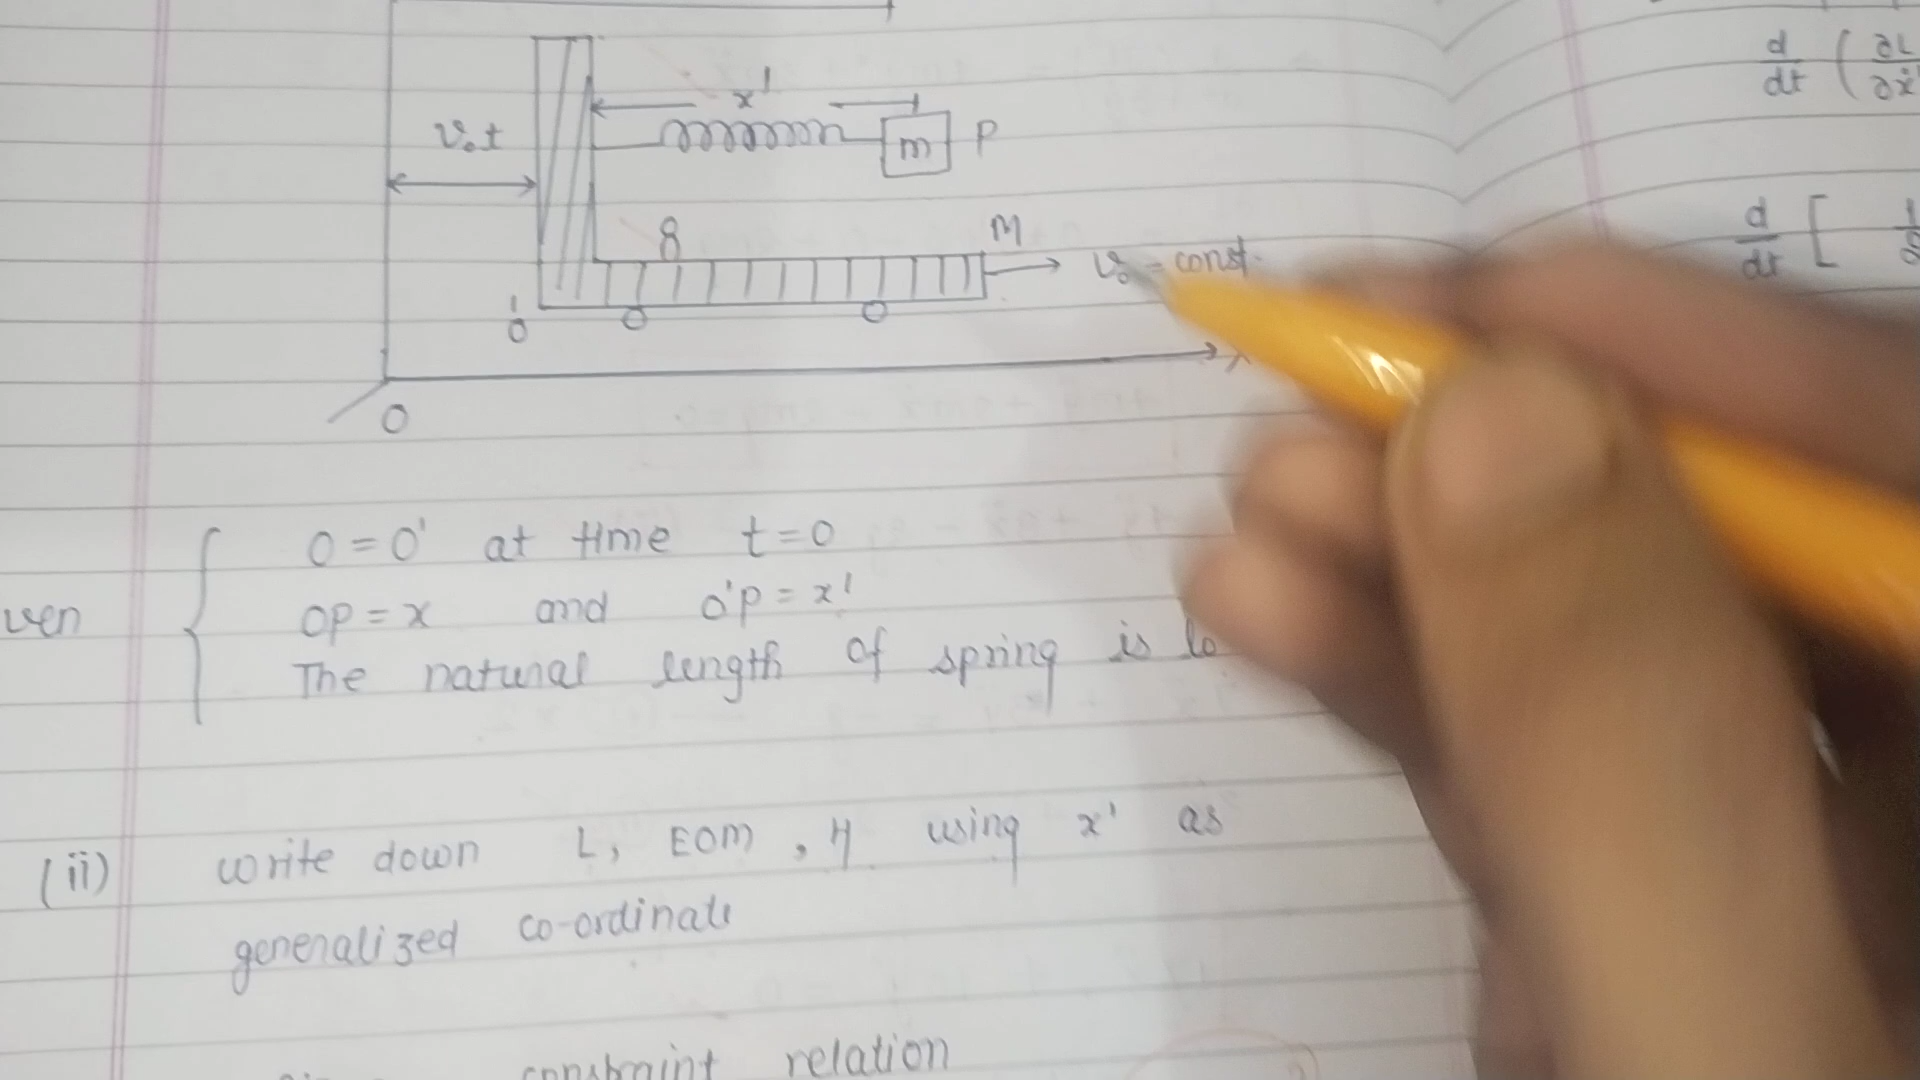 x'
v₀t
m P
8
M
v₀ = const.
O'
x
O
O = O' at time t = 0
OP = x and O'P = x'
The natural length of spring is l₀
(ii) write down L, EOM, H using x' as
generalized co-ordinate
constraint relation
d/dt ( ∂L
∂ẋ'
d/dt [